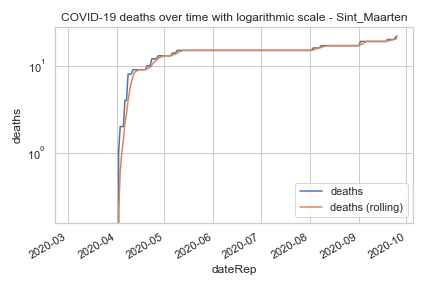 COVID-19 deaths over time with logarithmic scale - Sint_Maarten
deaths
10¹
10⁰
deaths
deaths (rolling)
2020-03
2020-04
2020-05
2020-06
2020-07
2020-08
2020-09
2020-10
dateRep